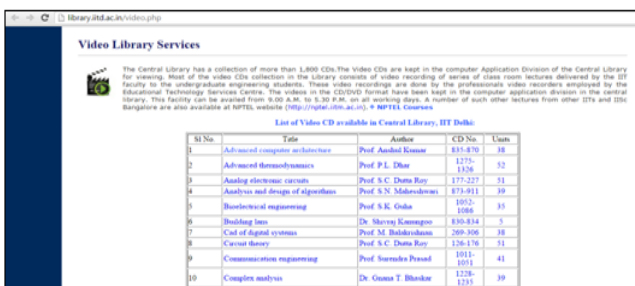 library.iitd.ac.in/video.php
Video Library Services
The Central Library has a collection of more than 1,800 CDs.The Video CDs are kept in the computer Application Division of the Central Library
for viewing. Most of the video CDs collection in the Library consists of video recording of series of class room lectures delivered by the IIT
faculty to the undergraduate engineering students. These video recordings are done by the professionals video recorders employed by the
Educational Technology Services Centre. The videos in the CD/DVD format have been kept in the computer application division in the central
library. This facility can be availed from 9.00 A.M. to 5.30 P.M. on all working days. A number of such other lectures from other IITs and IISc
Bangalore are also available at NPTEL website (http://nptel.iitm.ac.in). NPTEL Courses
List of Video CD available in Central Library, IIT Delhi:
Sl No. Title Author CD No. Units
1 Advanced computer architecture Prof. Anshul Kumar 835-870 38
2 Advanced thermodynamics Prof P.L. Dhar 1275-1326 52
3 Analog electronic circuits Prof. S.C. Dutta Roy 177-227 51
4 Analysis and design of algorithms Prof. S.N. Maheshwari 873-911 39
5 Bioelectrical engineering Prof. S.K. Guha 1052-1086 35
6 Building laus Dr. Shivraj Kanungoo 830-834 5
7 Cad of digital systems Prof. M. Balakrishnan 269-306 38
8 Circuit theory Prof. S.C. Dutta Roy 126-176 51
9 Communication engineering Prof. Surendra Prasad 1011-1051 41
10 Complex analysis Dr. Gnana T. Bhaskar 1228-1235 39